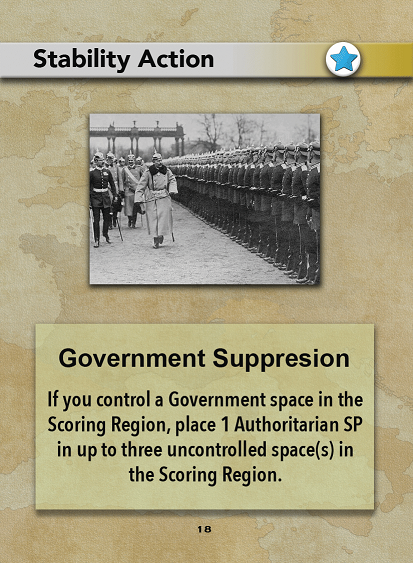 Stability Action
Government Suppresion
If you control a Government space in the
Scoring Region, place 1 Authoritarian SP
in up to three uncontrolled space(s) in
the Scoring Region.
18